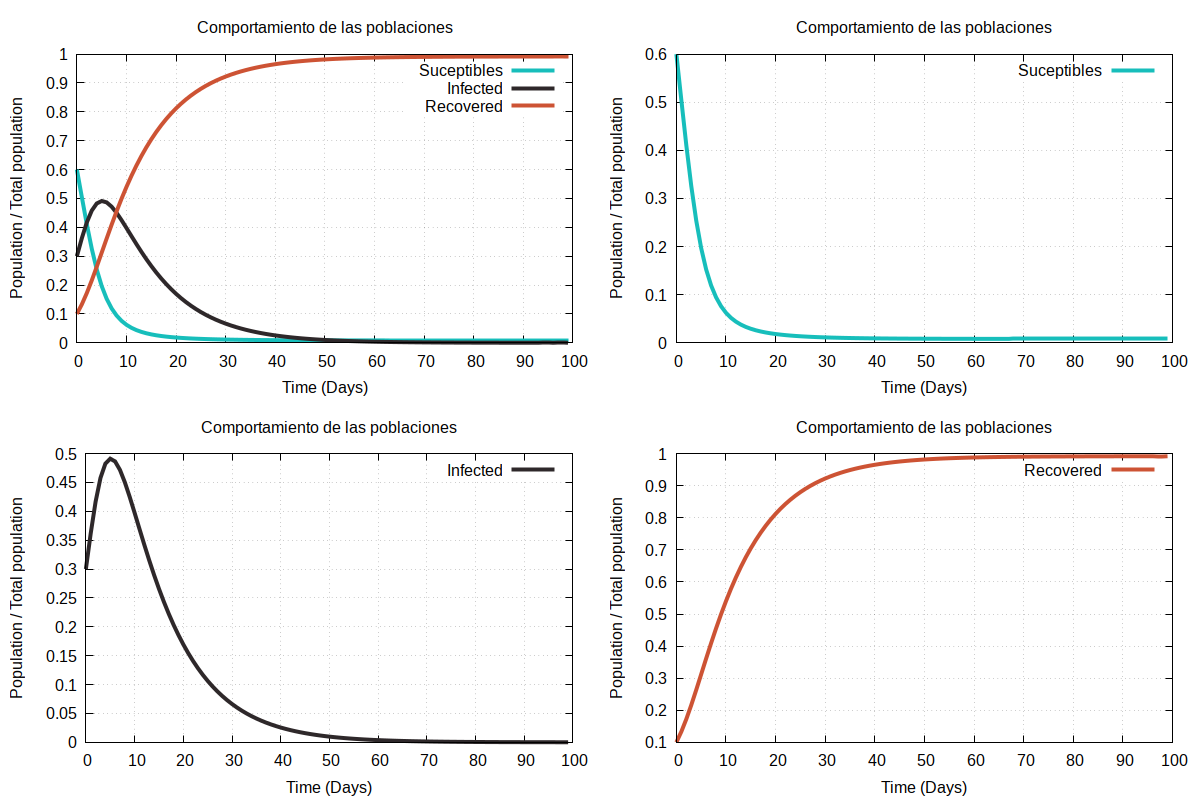 Comportamiento de las poblaciones
Population / Total population
1
0.9
0.8
0.7
0.6
0.5
0.4
0.3
0.2
0.1
0
Suceptibles
Infected
Recovered
0 10 20 30 40 50 60 70 80 90 100
Time (Days)
Comportamiento de las poblaciones
Population / Total population
0.6
0.5
0.4
0.3
0.2
0.1
0
Suceptibles
0 10 20 30 40 50 60 70 80 90 100
Time (Days)
Comportamiento de las poblaciones
Population / Total population
0.5
0.45
0.4
0.35
0.3
0.25
0.2
0.15
0.1
0.05
0
Infected
0 10 20 30 40 50 60 70 80 90 100
Time (Days)
Comportamiento de las poblaciones
Population / Total population
1
0.9
0.8
0.7
0.6
0.5
0.4
0.3
0.2
0.1
Recovered
0 10 20 30 40 50 60 70 80 90 100
Time (Days)